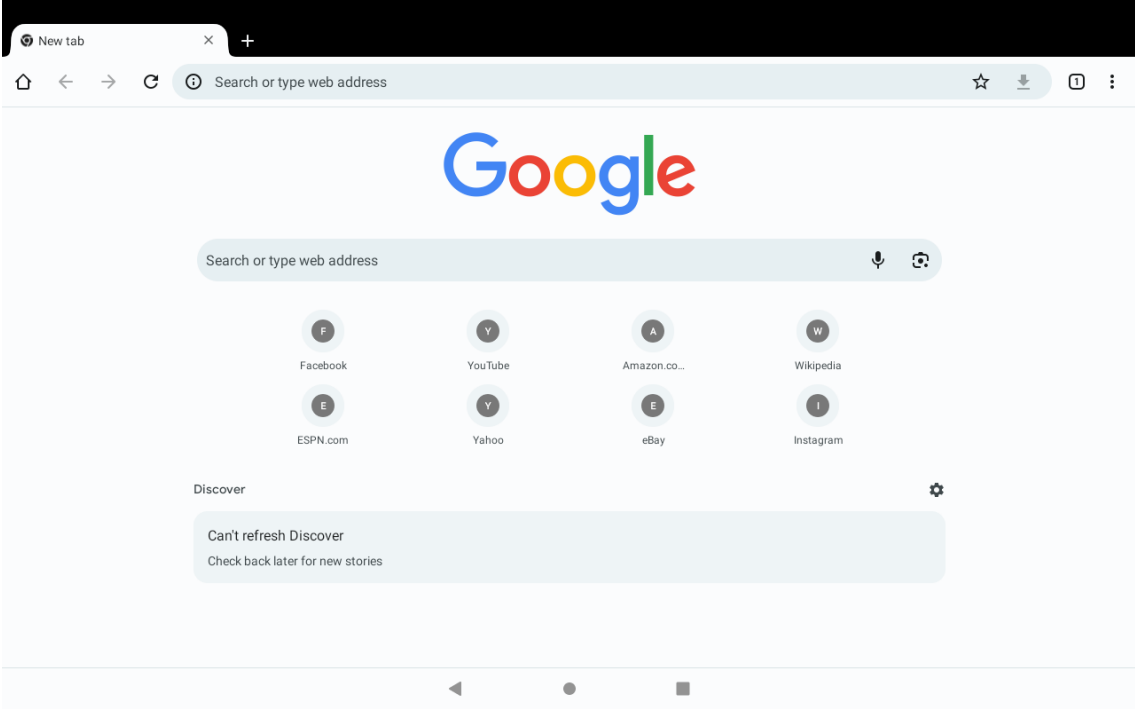 New tab
Search or type web address
1
Google
Search or type web address
F Y A W
Facebook YouTube Amazon.co... Wikipedia
E Y E I
ESPN.com Yahoo eBay Instagram
Discover
Can't refresh Discover
Check back later for new stories